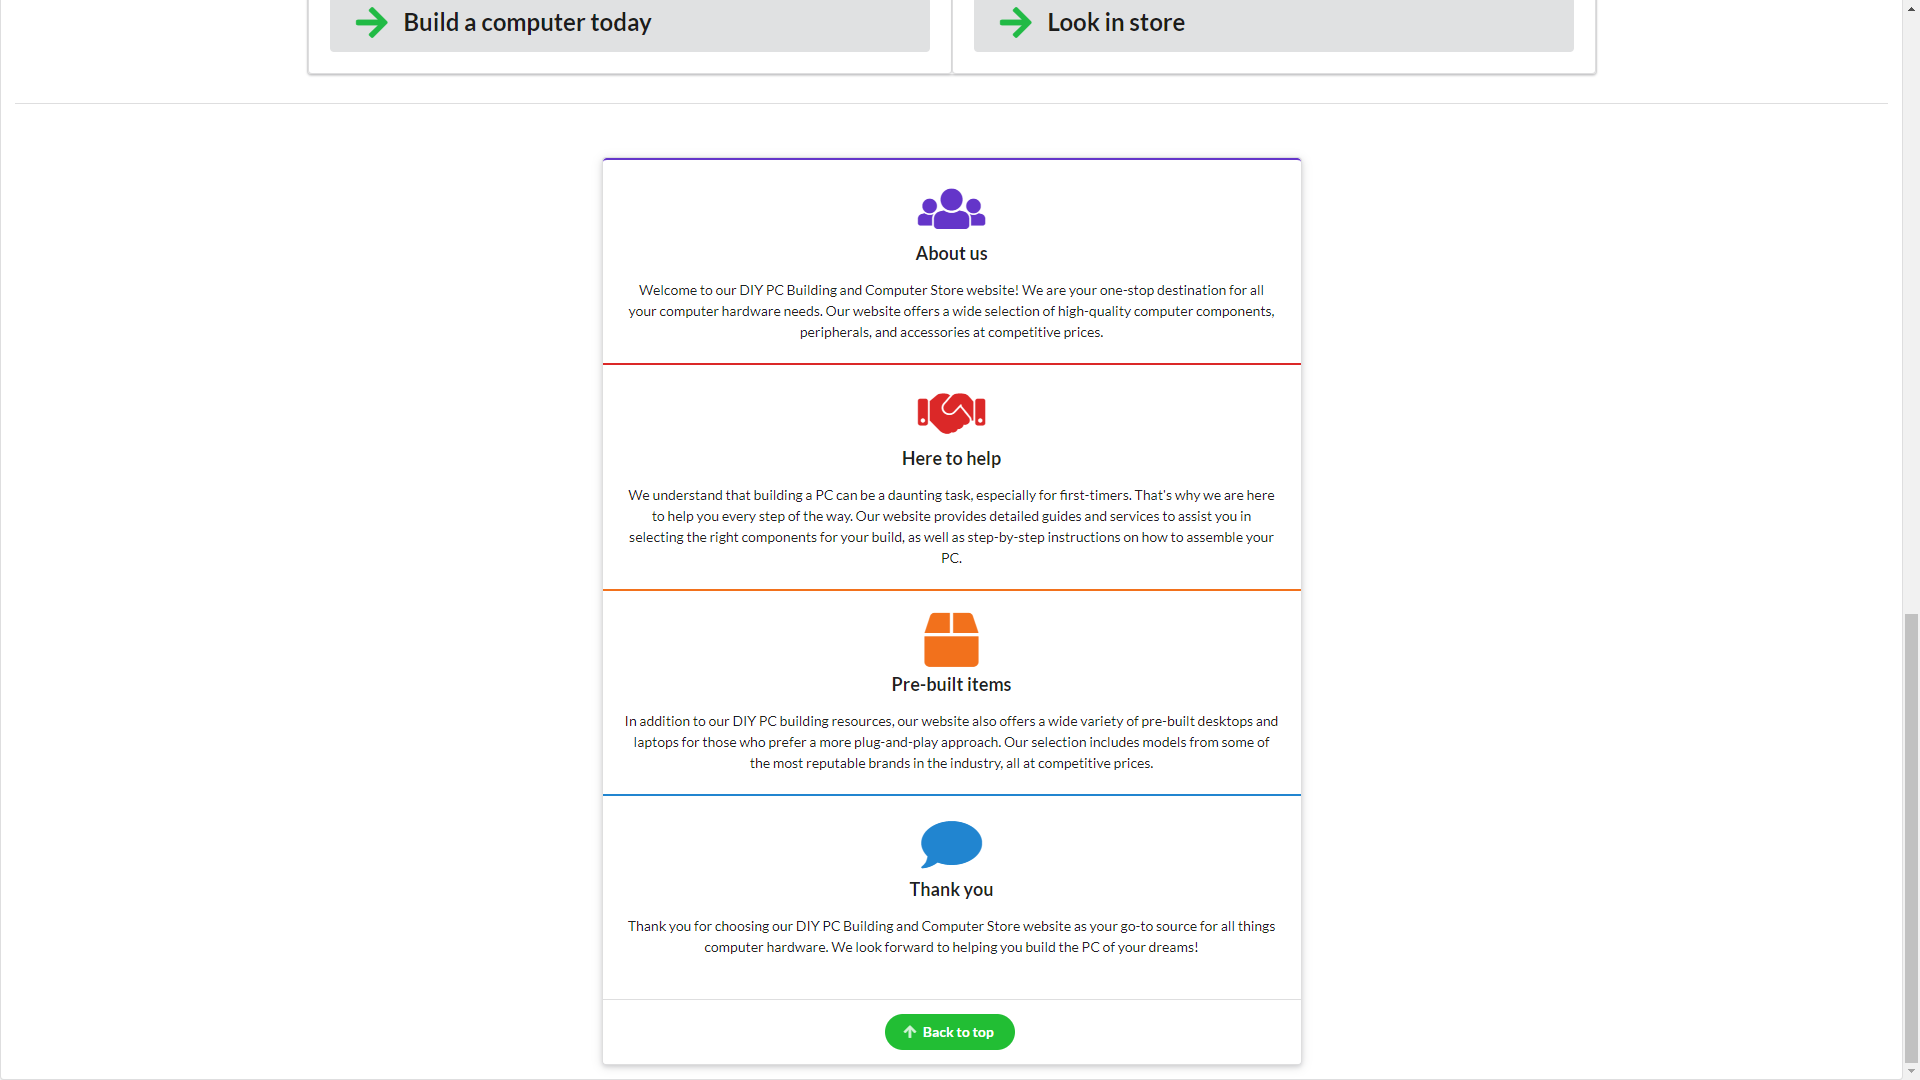 Build a computer today
Look in store
About us
Welcome to our DIY PC Building and Computer Store website! We are your one-stop destination for all
your computer hardware needs. Our website offers a wide selection of high-quality computer components,
peripherals, and accessories at competitive prices.
Here to help
We understand that building a PC can be a daunting task, especially for first-timers. That's why we are here
to help you every step of the way. Our website provides detailed guides and services to assist you in
selecting the right components for your build, as well as step-by-step instructions on how to assemble your
PC.
Pre-built items
In addition to our DIY PC building resources, our website also offers a wide variety of pre-built desktops and
laptops for those who prefer a more plug-and-play approach. Our selection includes models from some of
the most reputable brands in the industry, all at competitive prices.
Thank you
Thank you for choosing our DIY PC Building and Computer Store website as your go-to source for all things
computer hardware. We look forward to helping you build the PC of your dreams!
Back to top